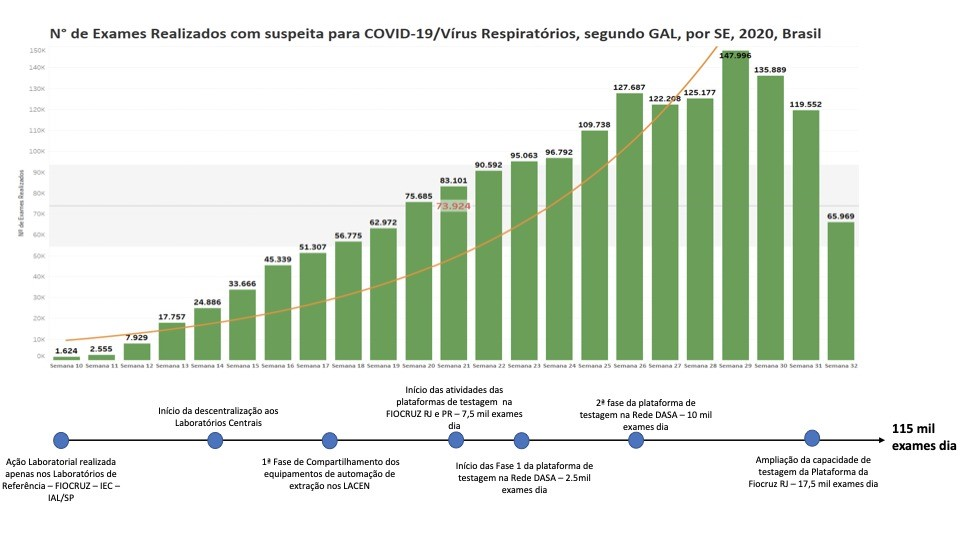 N° de Exames Realizados com suspeita para COVID-19/Vírus Respiratórios, segundo GAL, por SE, 2020, Brasil
Nº de Exames Realizados
150K
140K
130K
120K
110K
100K
90K
80K
70K
60K
50K
40K
30K
20K
10K
0K
1.624
2.555
7.929
17.757
24.886
33.666
45.339
51.307
56.775
62.972
75.685
83.101
73.924
90.592
95.063
96.792
109.738
127.687
122.208
125.177
147.996
135.889
119.552
65.969
Semana 10 Semana 11 Semana 12 Semana 13 Semana 14 Semana 15 Semana 16 Semana 17 Semana 18 Semana 19 Semana 20 Semana 21 Semana 22 Semana 23 Semana 24 Semana 25 Semana 26 Semana 27 Semana 28 Semana 29 Semana 30 Semana 31 Semana 32
Ação Laboratorial realizada
apenas nos Laboratórios de
Referência – FIOCRUZ – IEC –
IAL/SP
Início da descentralização aos
Laboratórios Centrais
1ª Fase de Compartilhamento dos
equipamentos de automação de
extração nos LACEN
Início das atividades das
plataformas de testagem na
FIOCRUZ RJ e PR – 7,5 mil exames
dia
Início das Fase 1 da plataforma de
testagem na Rede DASA – 2.5mil
exames dia
2ª fase da plataforma de
testagem na Rede DASA – 10 mil
exames dia
Ampliação da capacidade de
testagem da Plataforma da
Fiocruz RJ – 17,5 mil exames dia
115 mil
exames dia